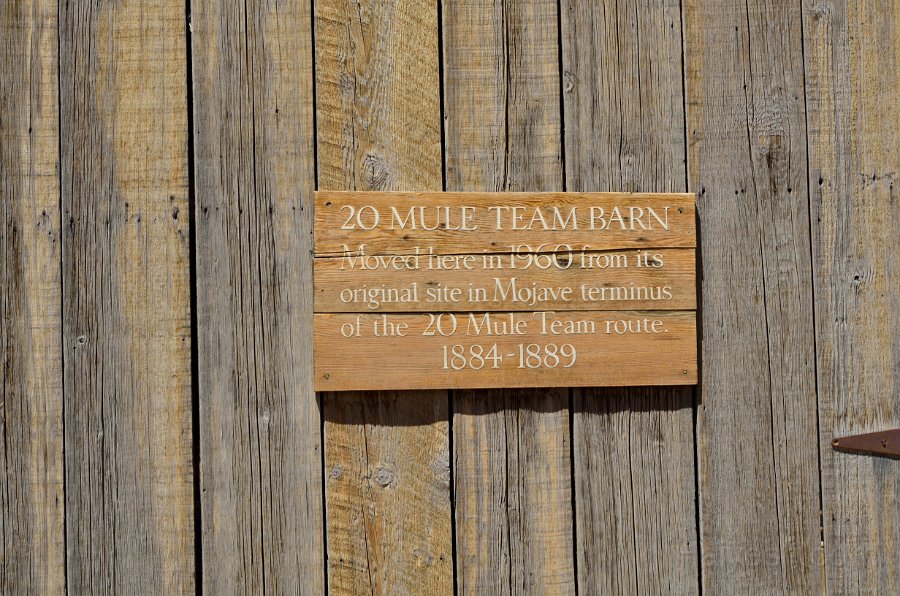 20 MULE TEAM BARN
Moved here in 1960 from its
original site in Mojave terminus
of the 20 Mule Team route.
1884-1889